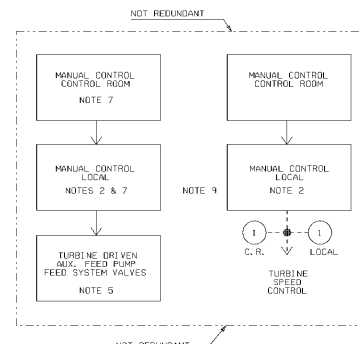 NOT REDUNDANT
MANUAL CONTROL
CONTROL ROOM
NOTE 7
MANUAL CONTROL
CONTROL ROOM
MANUAL CONTROL
LOCAL
NOTES 2 & 7
NOTE 9
MANUAL CONTROL
LOCAL
NOTE 2
1
1
C.R.
LOCAL
TURBINE DRIVEN
AUX. FEED PUMP
FEED SYSTEM VALVES
NOTE 5
TURBINE
SPEED
CONTROL
NOT REDUNDANT